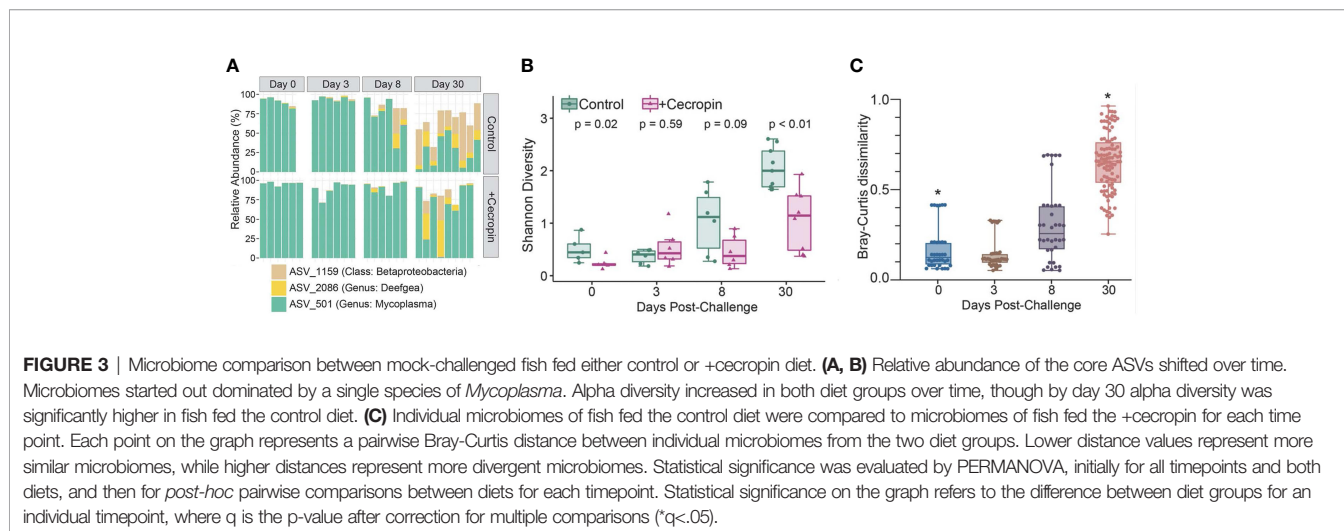 A
Day 0 Day 3 Day 8 Day 30
Relative Abundance (%)
100
75
50
25
0
Control
100
75
50
25
0
+Cecropin
ASV_1159 (Class: Betaproteobacteria)
ASV_2086 (Genus: Deefgea)
ASV_501 (Genus: Mycoplasma)
B
Control +Cecropin
p = 0.02 p = 0.59 p = 0.09 p < 0.01
Shannon Diversity
3
2
1
0
0 3 8 30
Days Post-Challenge
C
Bray-Curtis dissimilarity
1.0
0.5
0.0
* *
0 3 8 30
Days Post-Challenge
FIGURE 3 | Microbiome comparison between mock-challenged fish fed either control or +cecropin diet. (A, B) Relative abundance of the core ASVs shifted over time.
Microbiomes started out dominated by a single species of Mycoplasma. Alpha diversity increased in both diet groups over time, though by day 30 alpha diversity was
significantly higher in fish fed the control diet. (C) Individual microbiomes of fish fed the control diet were compared to microbiomes of fish fed the +cecropin for each time
point. Each point on the graph represents a pairwise Bray-Curtis distance between individual microbiomes from the two diet groups. Lower distance values represent more
similar microbiomes, while higher distances represent more divergent microbiomes. Statistical significance was evaluated by PERMANOVA, initially for all timepoints and both
diets, and then for post-hoc pairwise comparisons between diets for each timepoint. Statistical significance on the graph refers to the difference between diet groups for an
individual timepoint, where q is the p-value after correction for multiple comparisons (*q<.05).